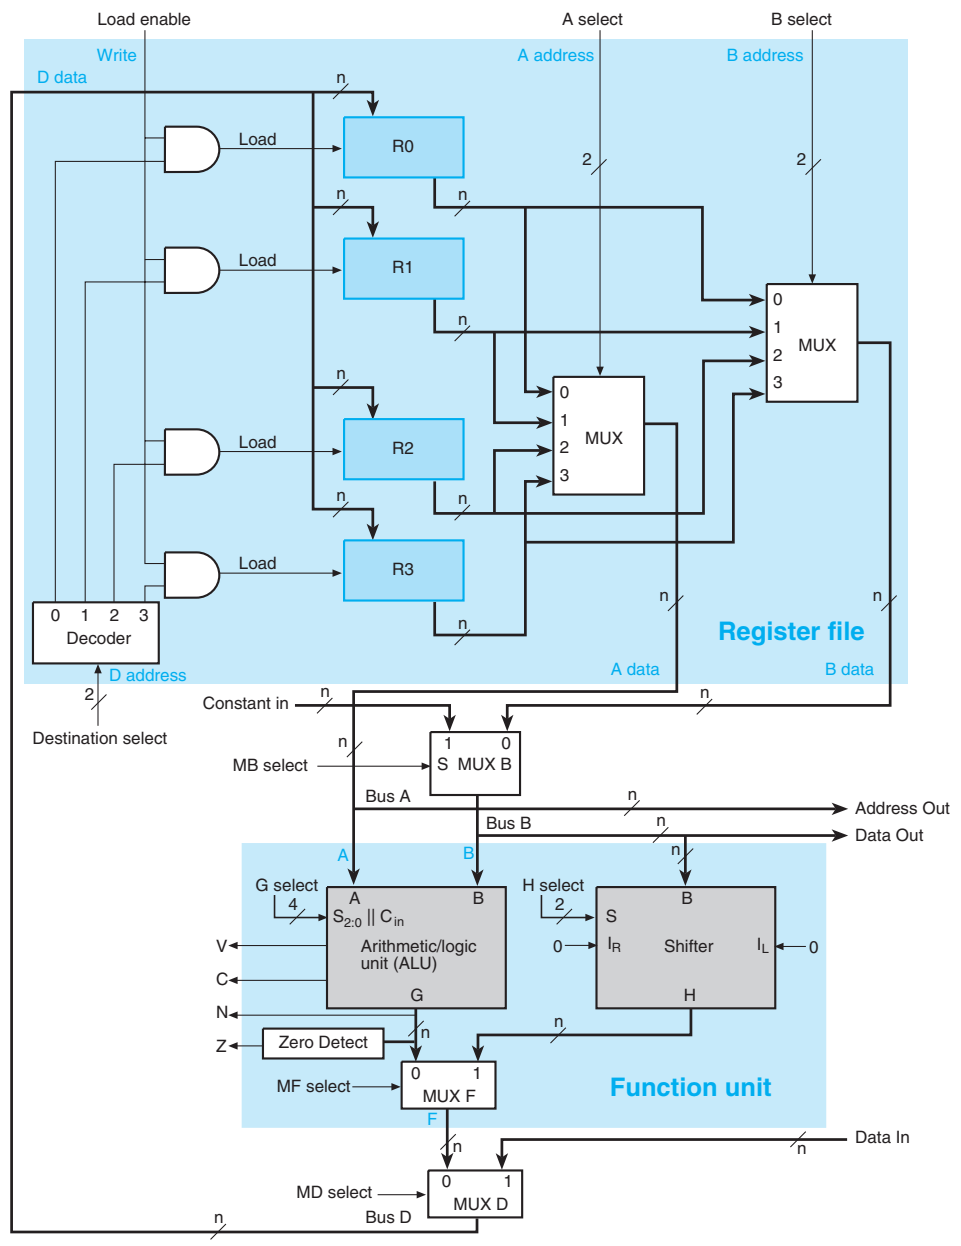 Load enable
A select
B select
Write
A address
B address
D data
n
2
2
Load
R0
n
n
Load
R1
n
0
1
2
3
MUX
n
0
1
2
3
MUX
Load
R2
n
n
Load
R3
n
n
n
0 1 2 3
Decoder
Register file
D address
A data
B data
2
Destination select
Constant in
n
n
n
1 0
S MUX B
MB select
Bus A
n
Address Out
Bus B
n
Data Out
A
B
n
G select
4
H select
2
A
B
B
S2:0 || Cin
S
V
0
IR
Shifter
IL
0
Arithmetic/logic
unit (ALU)
C
G
H
N
n
n
Z
Zero Detect
0 1
MF select
MUX F
Function unit
F
n
Data In
n
0 1
MD select
MUX D
Bus D
n